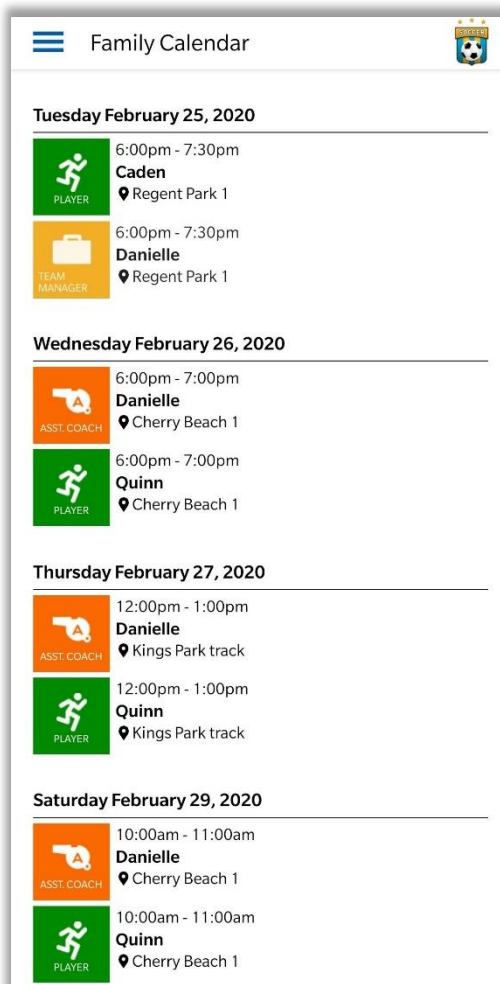 Family Calendar
SOCCER
Tuesday February 25, 2020
6:00pm - 7:30pm
Caden
PLAYER
Regent Park 1
6:00pm - 7:30pm
Danielle
TEAM
MANAGER
Regent Park 1
Wednesday February 26, 2020
6:00pm - 7:00pm
Danielle
A
ASST. COACH
Cherry Beach 1
6:00pm - 7:00pm
Quinn
PLAYER
Cherry Beach 1
Thursday February 27, 2020
12:00pm - 1:00pm
Danielle
A
ASST. COACH
Kings Park track
12:00pm - 1:00pm
Quinn
PLAYER
Kings Park track
Saturday February 29, 2020
10:00am - 11:00am
Danielle
A
ASST. COACH
Cherry Beach 1
10:00am - 11:00am
Quinn
PLAYER
Cherry Beach 1